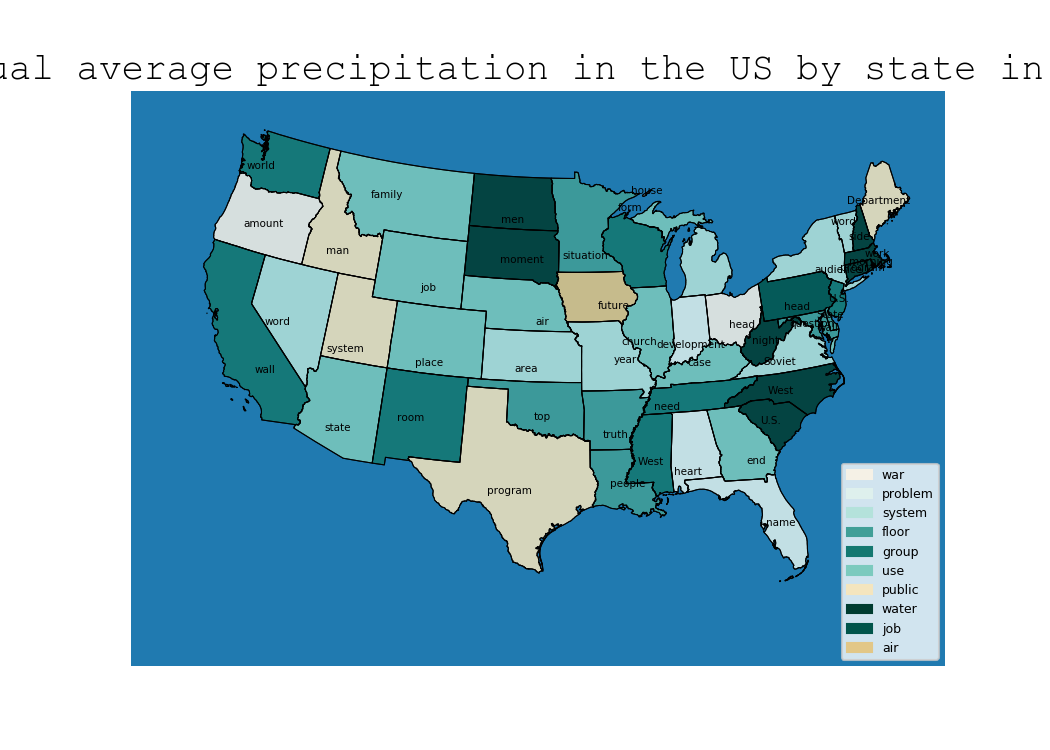 ual average precipitation in the US by state in
world
family
house
Department
form
men
word
amount
side
man
situation
work
moment
job
head
future
air
word
U.S.
State
night
church
head
development
system
year
case
Soviet
place
area
wall
West
room
need
top
U.S.
state
truth
West
end
heart
people
program
name
war
problem
system
floor
group
use
public
water
job
air